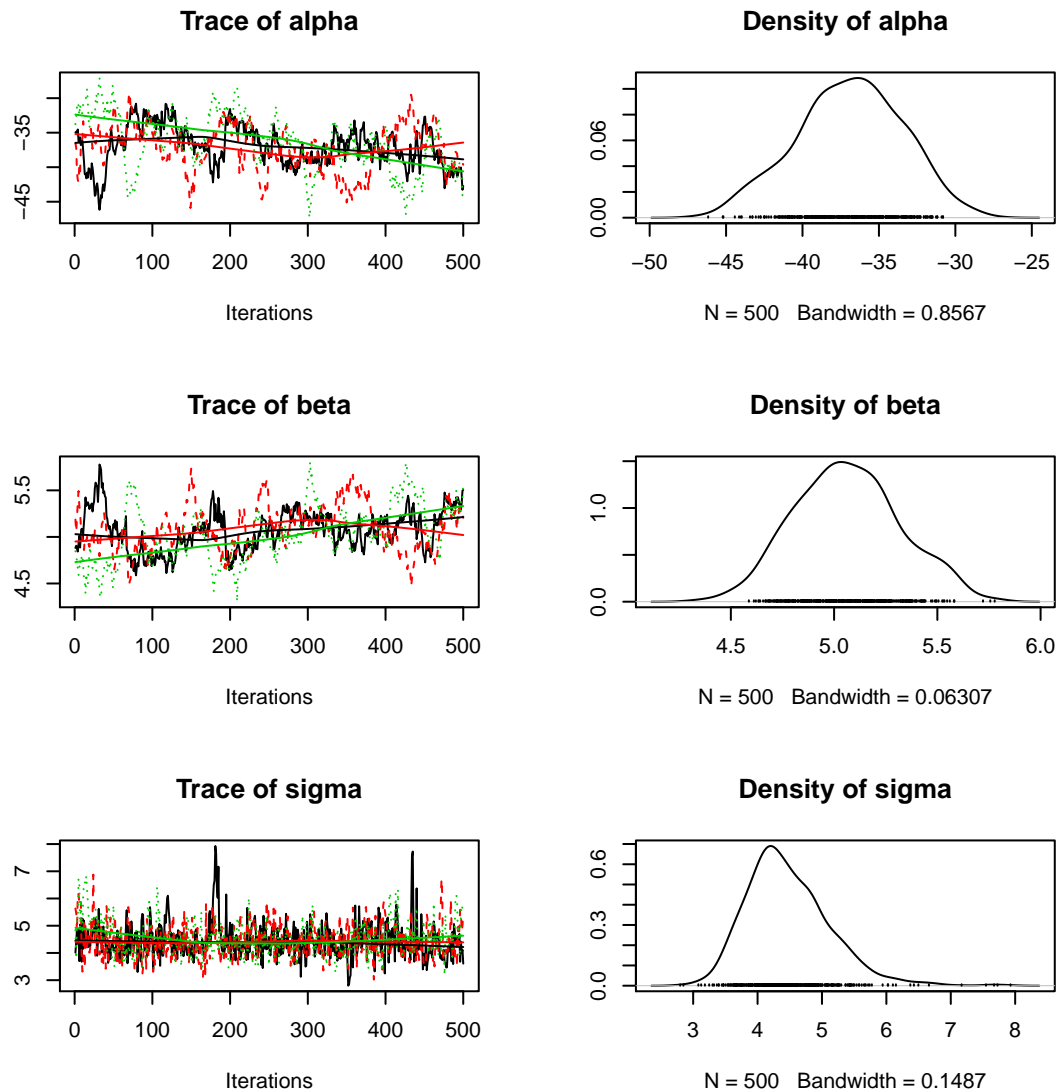 Trace of alpha
−35
−45
0 100 200 300 400 500
Iterations
Density of alpha
0.06
0.00
−50 −45 −40 −35 −30 −25
N = 500 Bandwidth = 0.8567
Trace of beta
5.5
4.5
0 100 200 300 400 500
Iterations
Density of beta
1.0
0.0
4.5 5.0 5.5 6.0
N = 500 Bandwidth = 0.06307
Trace of sigma
7
5
3
0 100 200 300 400 500
Iterations
Density of sigma
0.6
0.3
0.0
3 4 5 6 7 8
N = 500 Bandwidth = 0.1487